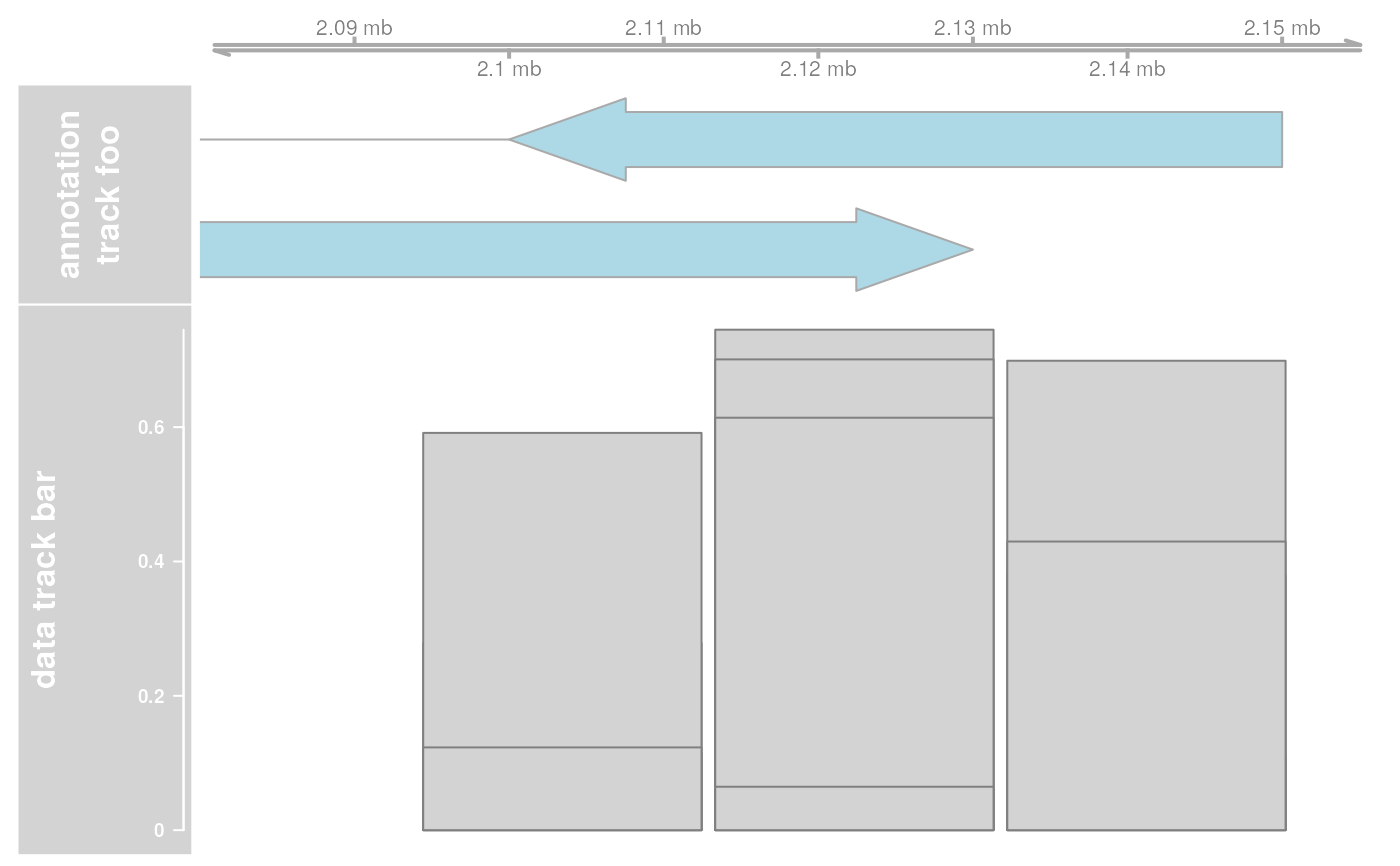 2.09 mb
2.11 mb
2.13 mb
2.15 mb
2.1 mb
2.12 mb
2.14 mb
annotation
track foo
data track bar
0.6
0.4
0.2
0